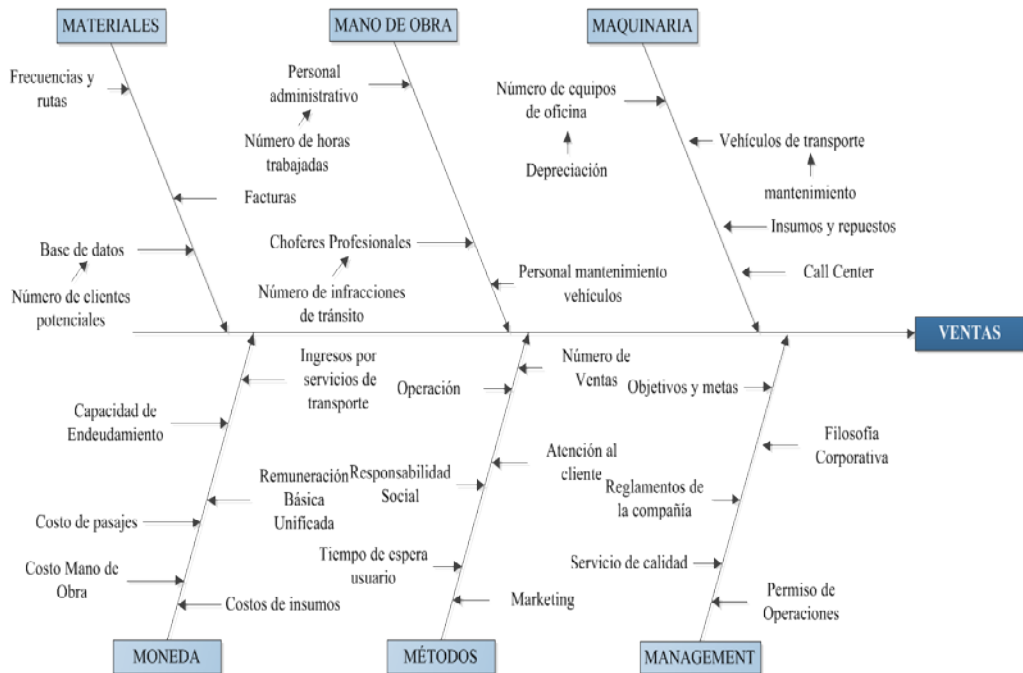 MATERIALES
MANO DE OBRA
MAQUINARIA
Frecuencias y
rutas
Facturas
Base de datos
Número de clientes
potenciales
Personal
administrativo
Número de horas
trabajadas
Choferes Profesionales
Número de infracciones
de tránsito
Personal mantenimiento
vehículos
Número de equipos
de oficina
Depreciación
Vehículos de transporte
mantenimiento
Insumos y repuestos
Call Center
VENTAS
Ingresos por
servicios de
transporte
Capacidad de
Endeudamiento
Remuneración
Básica
Unificada
Costo de pasajes
Costo Mano de
Obra
Costos de insumos
Número de
Ventas
Operación
Atención al
cliente
Responsabilidad
Social
Tiempo de espera
usuario
Marketing
Objetivos y metas
Filosofía
Corporativa
Reglamentos de
la compañía
Servicio de calidad
Permiso de
Operaciones
MONEDA
MÉTODOS
MANAGEMENT